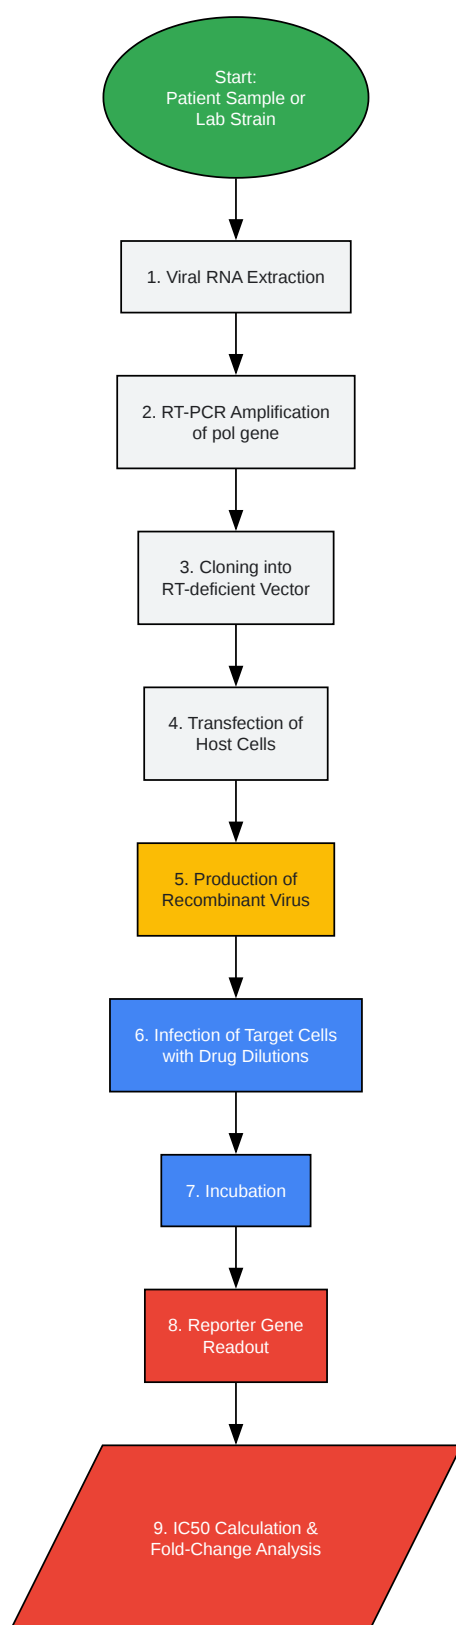 Start:
Patient Sample or
Lab Strain
1. Viral RNA Extraction
2. RT-PCR Amplification
of pol gene
3. Cloning into
RT-deficient Vector
4. Transfection of
Host Cells
5. Production of
Recombinant Virus
6. Infection of Target Cells
with Drug Dilutions
7. Incubation
8. Reporter Gene
Readout
9. IC50 Calculation &
Fold-Change Analysis